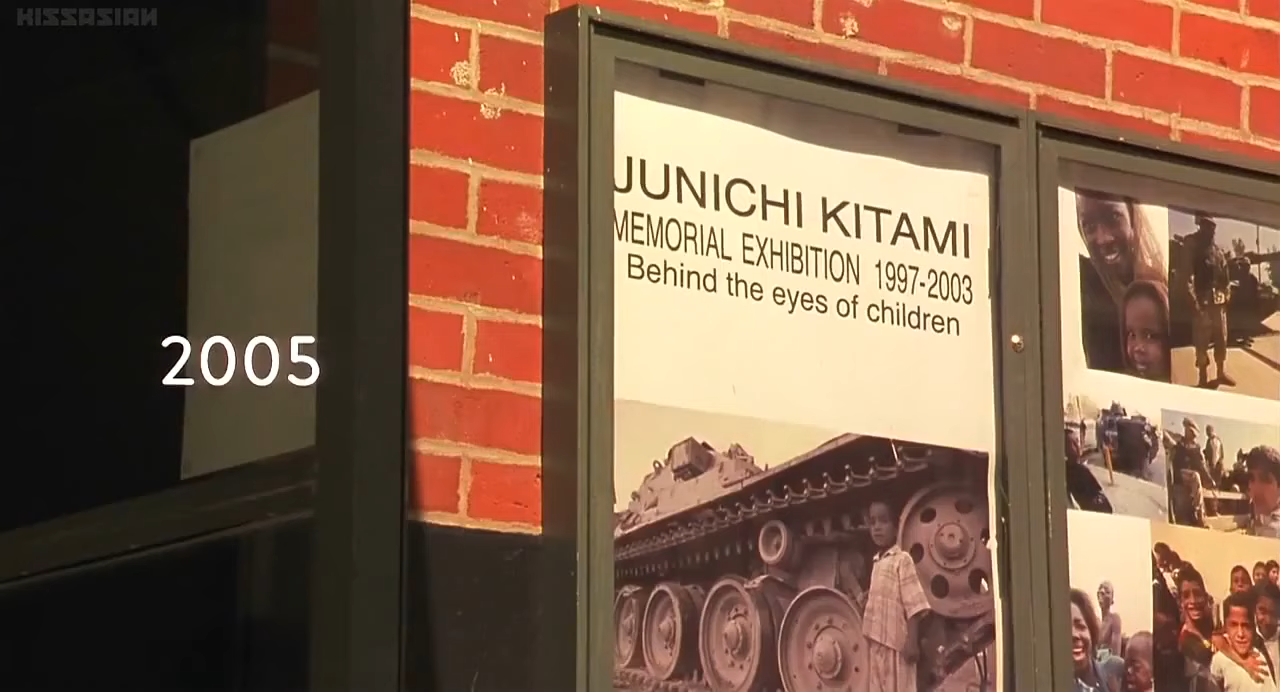 KISSASIAN
JUNICHI KITAMI
MEMORIAL EXHIBITION 1997-2003
Behind the eyes of children
2005